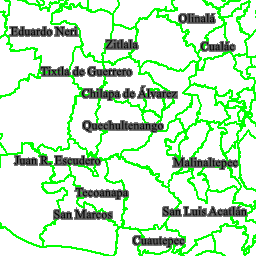 Olinalá
Eduardo Neri
Zitlala
Cualác
Tixtla de Guerrero
Chilapa de Álvarez
Quechultenango
Juan R. Escudero
Malinaltepec
Tecoanapa
San Marcos
San Luis Acatlán
Cuautepec